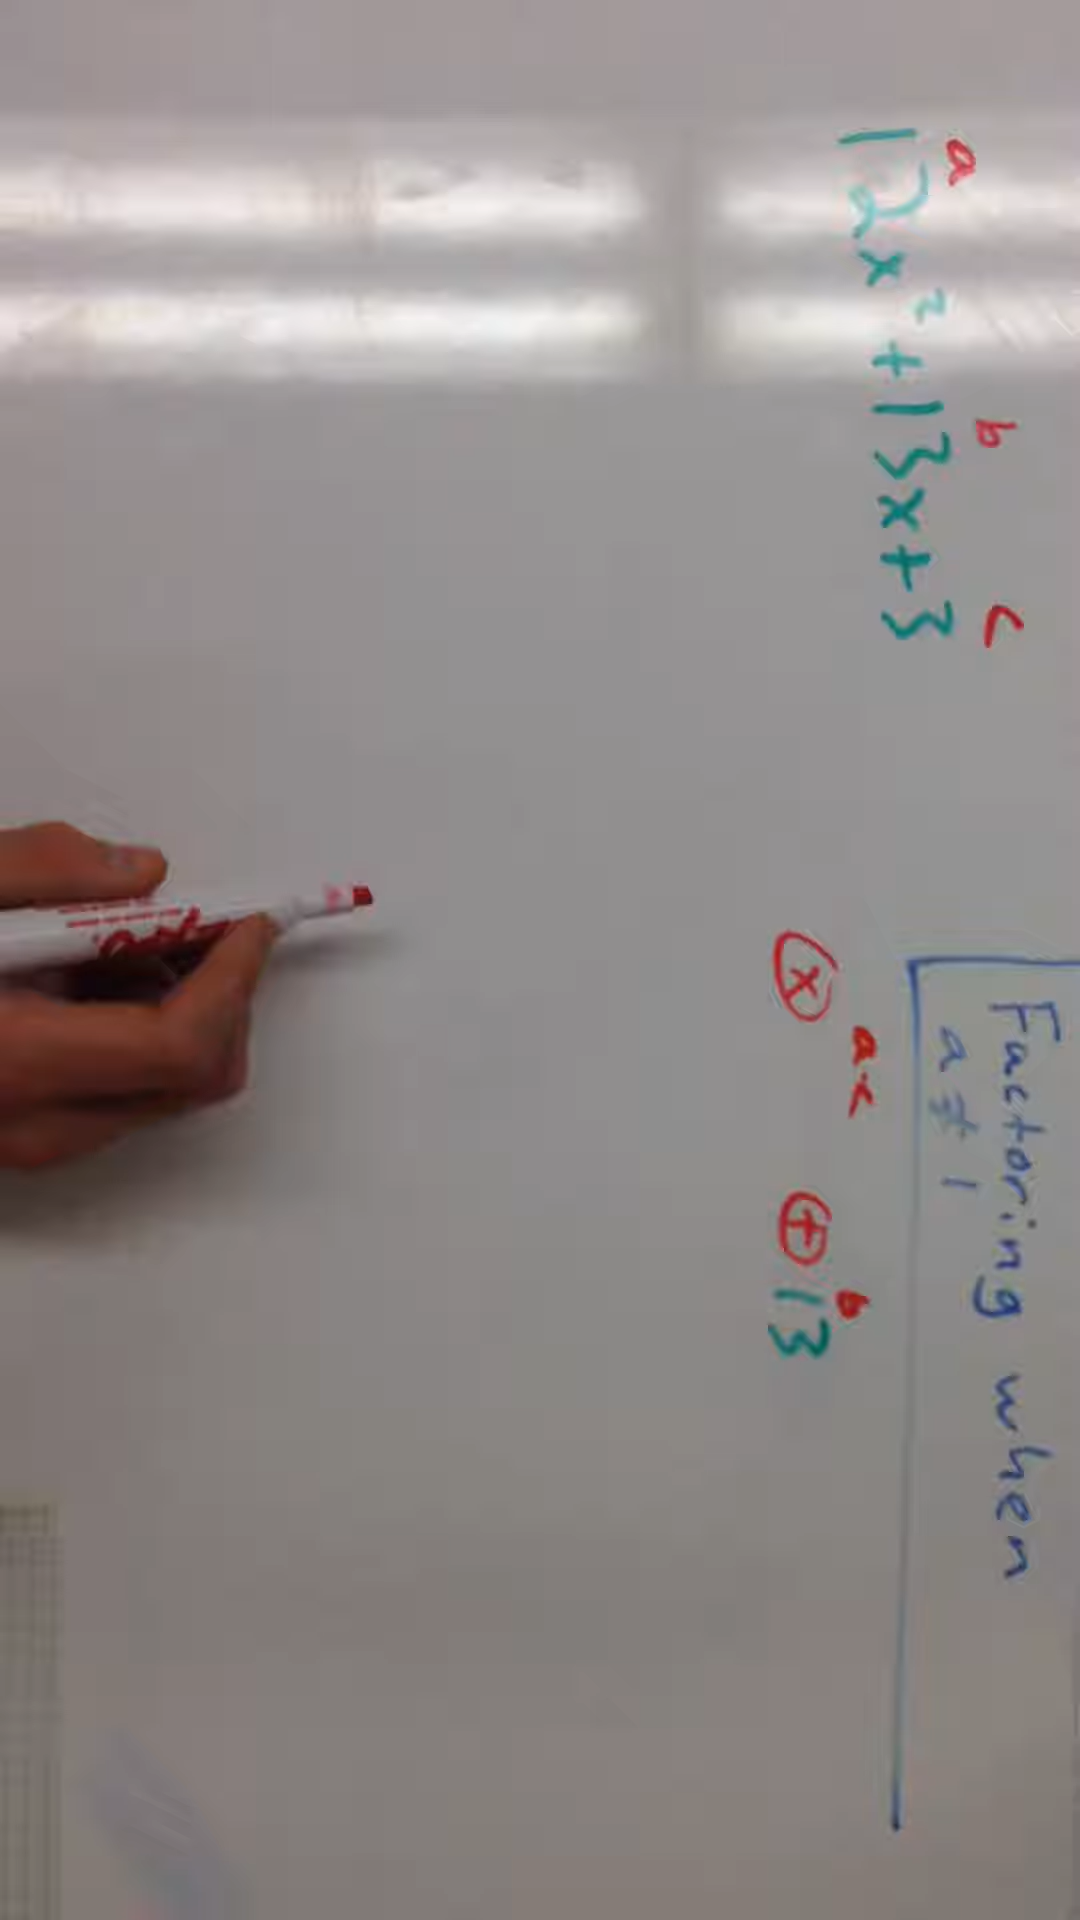 Factoring when
a ≠ 1
a b c
12x² + 13x + 3
a·c b
ⓧ ⊕ 13